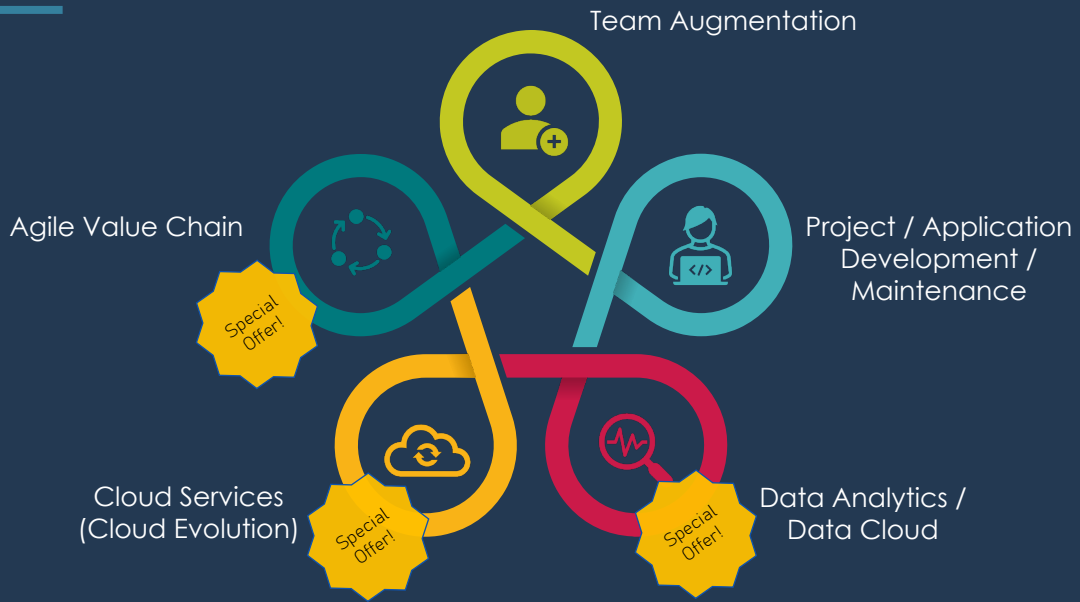 Team Augmentation
Agile Value Chain
Project / Application
Development /
Maintenance
Special
Offer!
Cloud Services
(Cloud Evolution)
Special
Offer!
Special
Offer!
Data Analytics /
Data Cloud